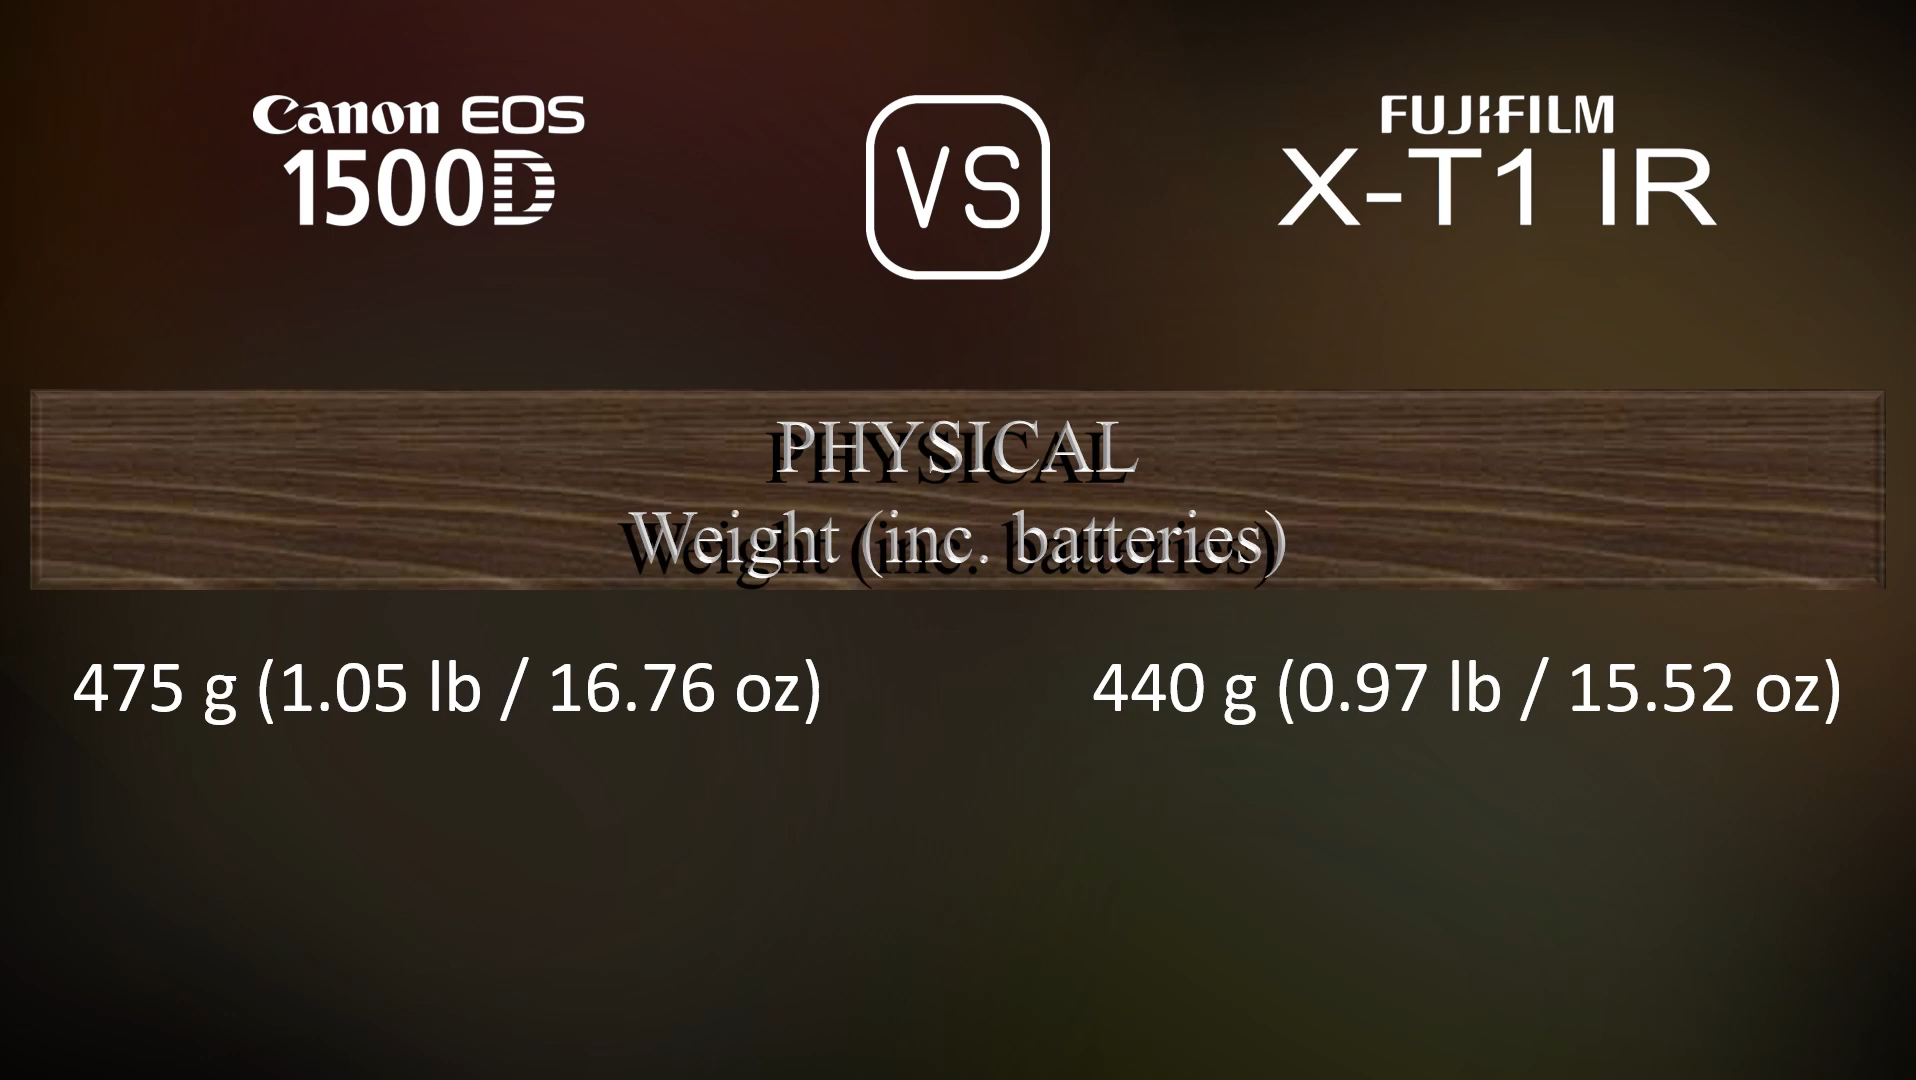 Canon EOS
1500D
VS
FUJIFILM
X-T1 IR
PHYSICAL
Weight (inc. batteries)
475 g (1.05 lb / 16.76 oz)
440 g (0.97 lb / 15.52 oz)